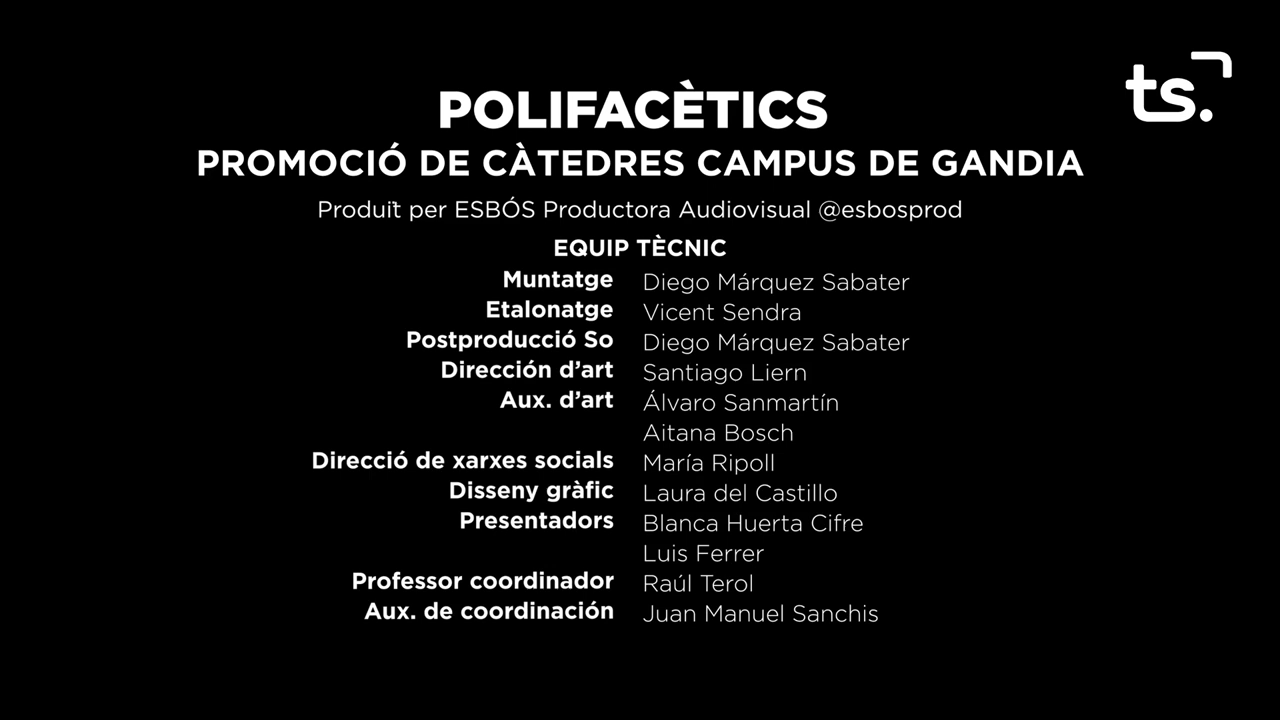 ts.
POLIFACÈTICS
PROMOCIÓ DE CÀTEDRES CAMPUS DE GANDIA
Produït per ESBÓS Productora Audiovisual @esbosprod
EQUIP TÈCNIC
Muntatge Diego Márquez Sabater
Etalonatge Vicent Sendra
Postproducció So Diego Márquez Sabater
Dirección d’art Santiago Liern
Aux. d’art Álvaro Sanmartín
Aitana Bosch
Direcció de xarxes socials María Ripoll
Disseny gràfic Laura del Castillo
Presentadors Blanca Huerta Cifre
Luis Ferrer
Professor coordinador Raúl Terol
Aux. de coordinación Juan Manuel Sanchis